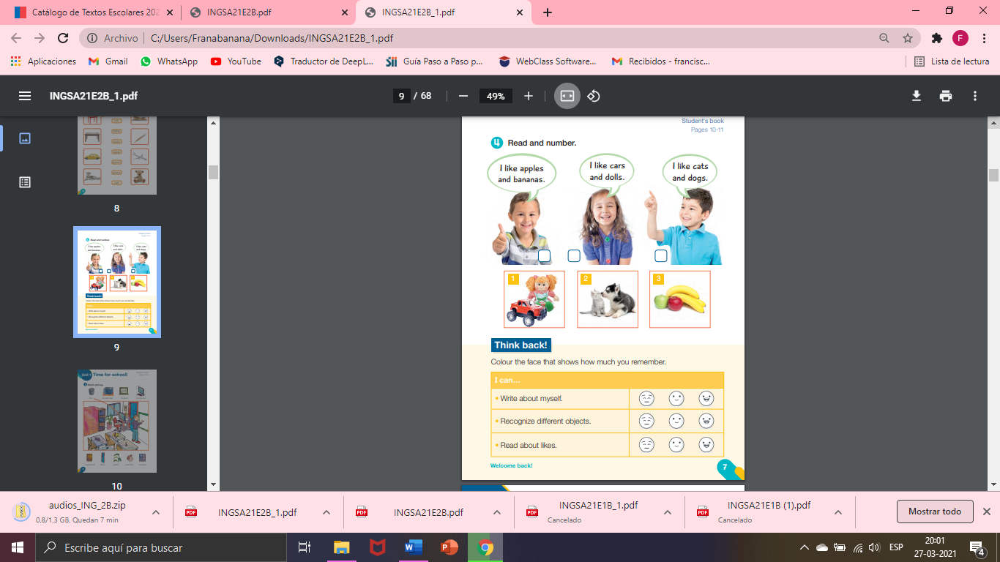 Catálogo de Textos Escolares 202
INGSA21E2B.pdf
INGSA21E2B_1.pdf
Archivo
C:/Users/Franabanana/Downloads/INGSA21E2B_1.pdf
F
Aplicaciones
Gmail
WhatsApp
YouTube
Traductor de DeepL...
Guía Paso a Paso p...
WebClass Software...
Recibidos - francisc...
Lista de lectura
INGSA21E2B_1.pdf
9 / 68
49%
8
9
Unit 1 Time for school!
10
Student's book
Pages 10-11
4 Read and number.
I like apples
and bananas.
I like cars
and dolls.
I like cats
and dogs.
1
2
3
Think back!
Colour the face that shows how much you remember.
I can...
• Write about myself.
• Recognize different objects.
• Read about likes.
Welcome back!
7
audios_ING_2B.zip
0,8/1,3 GB, Quedan 7 min
INGSA21E2B_1.pdf
INGSA21E2B.pdf
INGSA21E1B_1.pdf
Cancelado
INGSA21E1B (1).pdf
Cancelado
Mostrar todo
Escribe aquí para buscar
ESP
20:01
27-03-2021
4